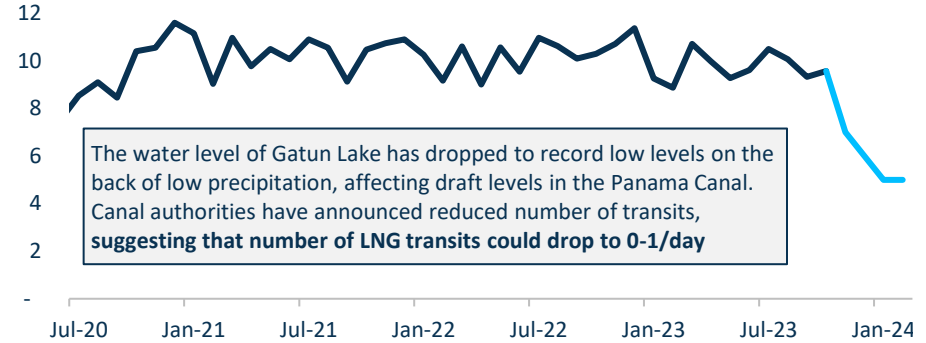 12
10
8
6
4
2
-
The water level of Gatun Lake has dropped to record low levels on the
back of low precipitation, affecting draft levels in the Panama Canal.
Canal authorities have announced reduced number of transits,
suggesting that number of LNG transits could drop to 0-1/day
Jul-20 Jan-21 Jul-21 Jan-22 Jul-22 Jan-23 Jul-23 Jan-24